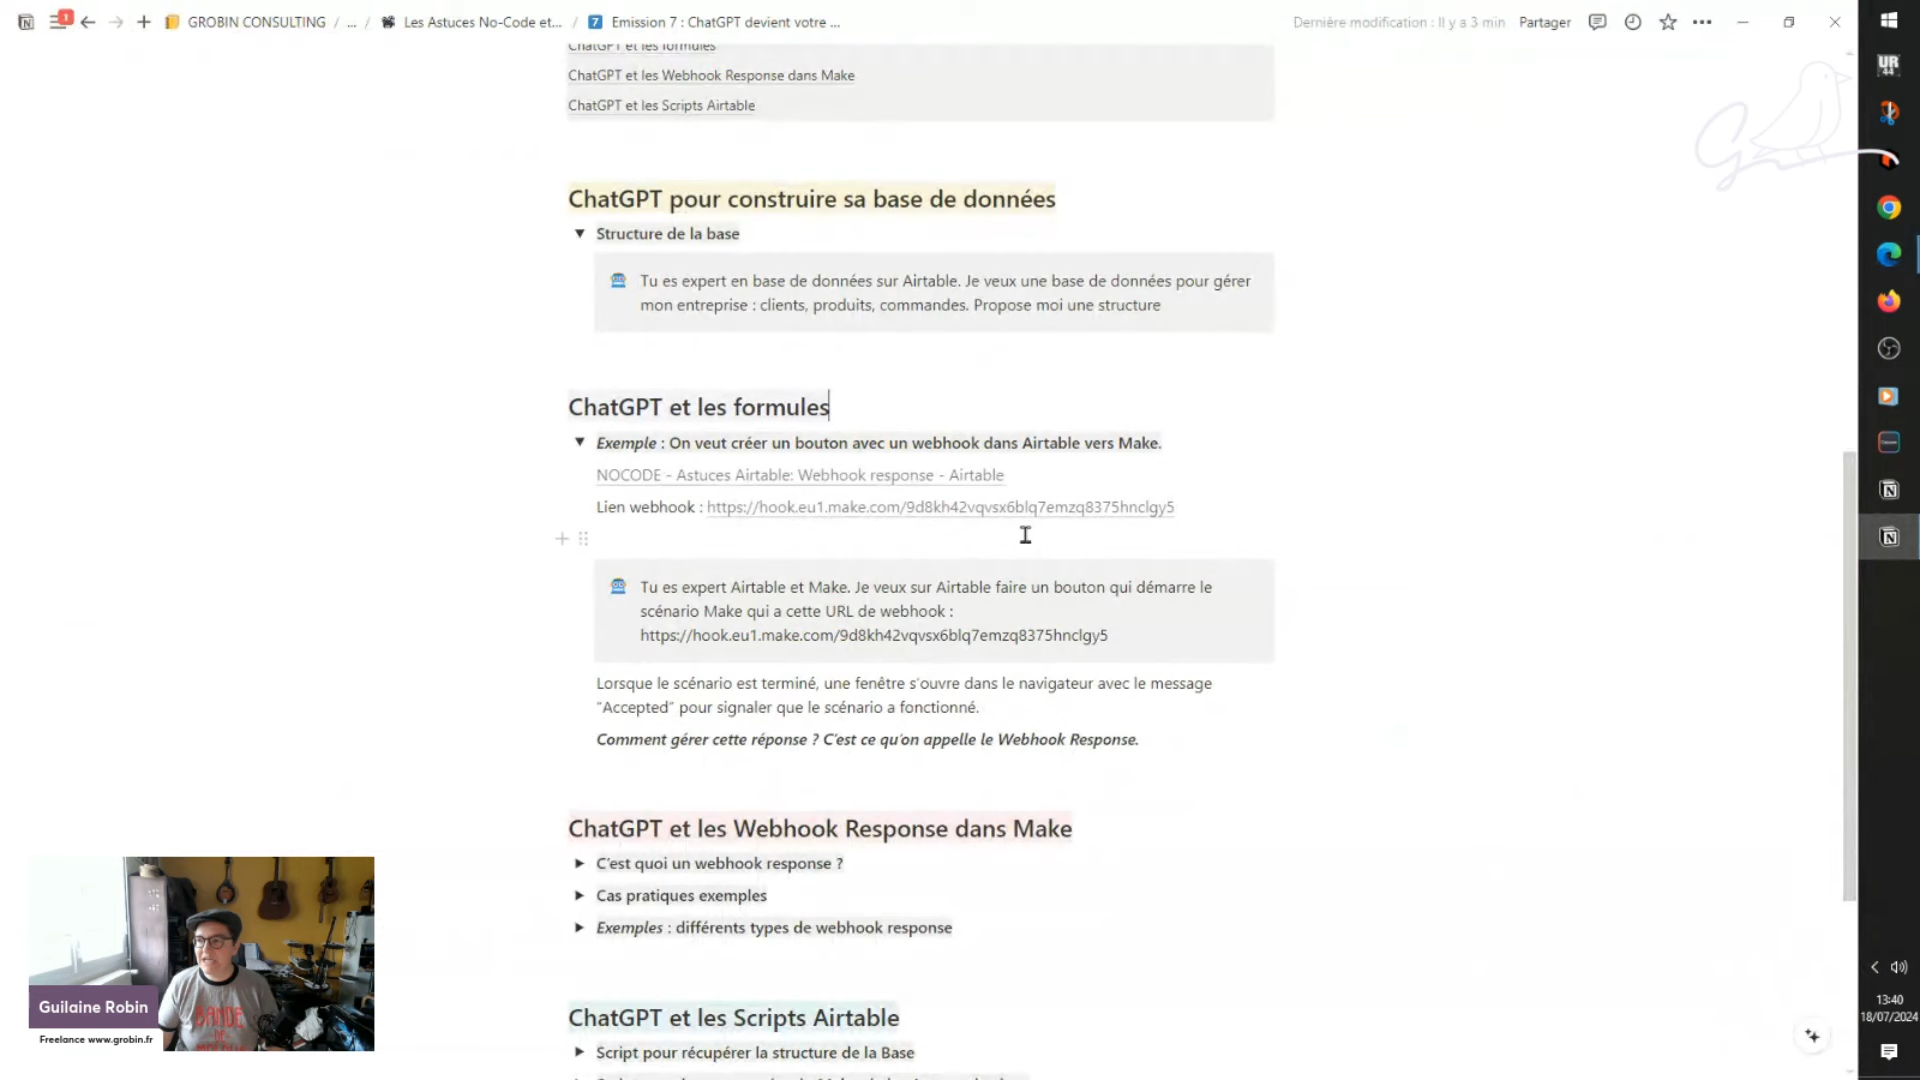 GROBIN CONSULTING / ... / Les Astuces No-Code et... / 7 Emission 7 : ChatGPT devient votre ...
Dernière modification : Il y a 3 min Partager
1
ChatGPT et les formules
ChatGPT et les Webhook Response dans Make
ChatGPT et les Scripts Airtable
UR
44
ChatGPT pour construire sa base de données
Structure de la base
Tu es expert en base de données sur Airtable. Je veux une base de données pour gérer
mon entreprise : clients, produits, commandes. Propose moi une structure
ChatGPT et les formules
Exemple : On veut créer un bouton avec un webhook dans Airtable vers Make.
NOCODE - Astuces Airtable: Webhook response - Airtable
Lien webhook : https://hook.eu1.make.com/9d8kh42vqvsx6blq7emzq8375hnclgy5
Tu es expert Airtable et Make. Je veux sur Airtable faire un bouton qui démarre le
scénario Make qui a cette URL de webhook :
https://hook.eu1.make.com/9d8kh42vqvsx6blq7emzq8375hnclgy5
Lorsque le scénario est terminé, une fenêtre s'ouvre dans le navigateur avec le message
"Accepted" pour signaler que le scénario a fonctionné.
Comment gérer cette réponse ? C'est ce qu'on appelle le Webhook Response.
ChatGPT et les Webhook Response dans Make
C'est quoi un webhook response ?
Cas pratiques exemples
Exemples : différents types de webhook response
ChatGPT et les Scripts Airtable
Script pour récupérer la structure de la Base
Guilaine Robin
Freelance www.grobin.fr
BANDE
DE
13:40
18/07/2024